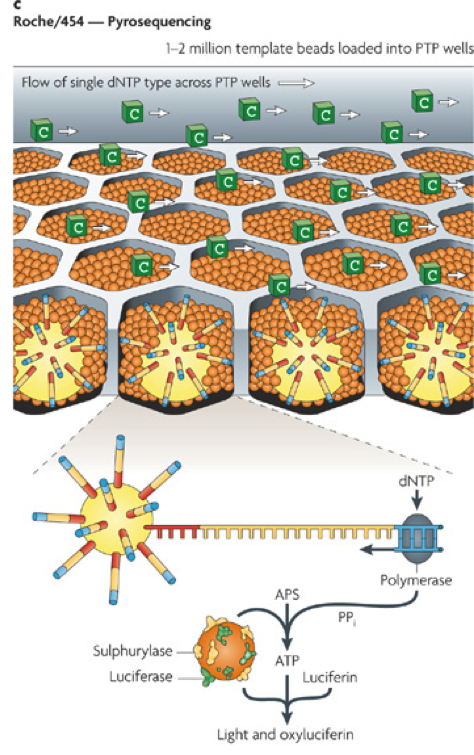 c
Roche/454 — Pyrosequencing
1–2 million template beads loaded into PTP wells
Flow of single dNTP type across PTP wells
C C C C C
C C C
C C C C C
C C C C
C C C C
C
dNTP
Polymerase
APS
PPi
Sulphurylase
Luciferase
ATP
Luciferin
Light and oxyluciferin